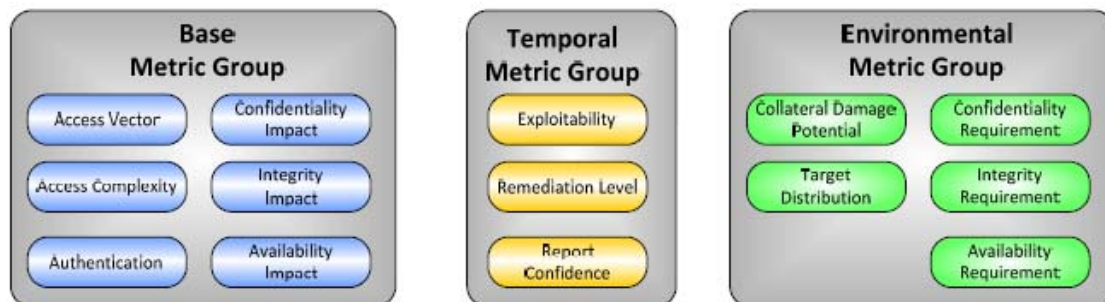 Base
Metric Group
Access Vector
Access Complexity
Authentication
Confidentiality
Impact
Integrity
Impact
Availability
Impact
Temporal
Metric Group
Exploitability
Remediation Level
Report
Confidence
Environmental
Metric Group
Collateral Damage
Potential
Target
Distribution
Confidentiality
Requirement
Integrity
Requirement
Availability
Requirement